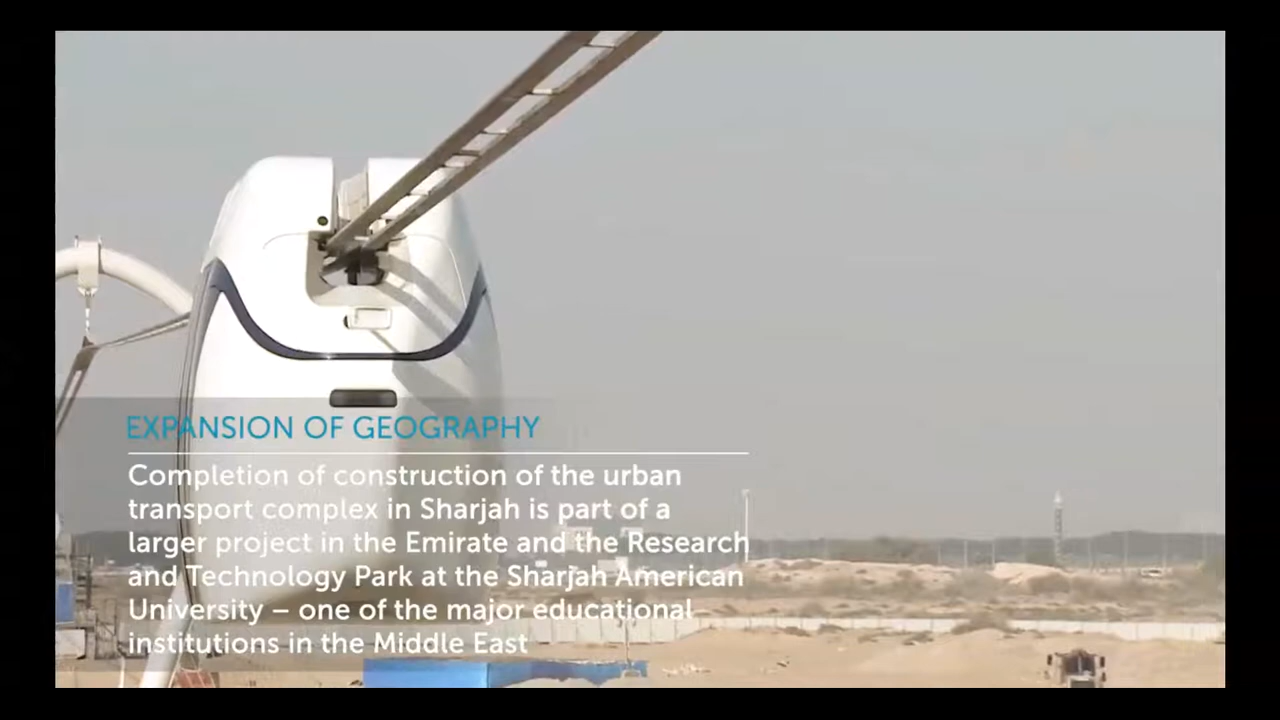 EXPANSION OF GEOGRAPHY
Completion of construction of the urban
transport complex in Sharjah is part of a
larger project in the Emirate and the Research
and Technology Park at the Sharjah American
University – one of the major educational
institutions in the Middle East